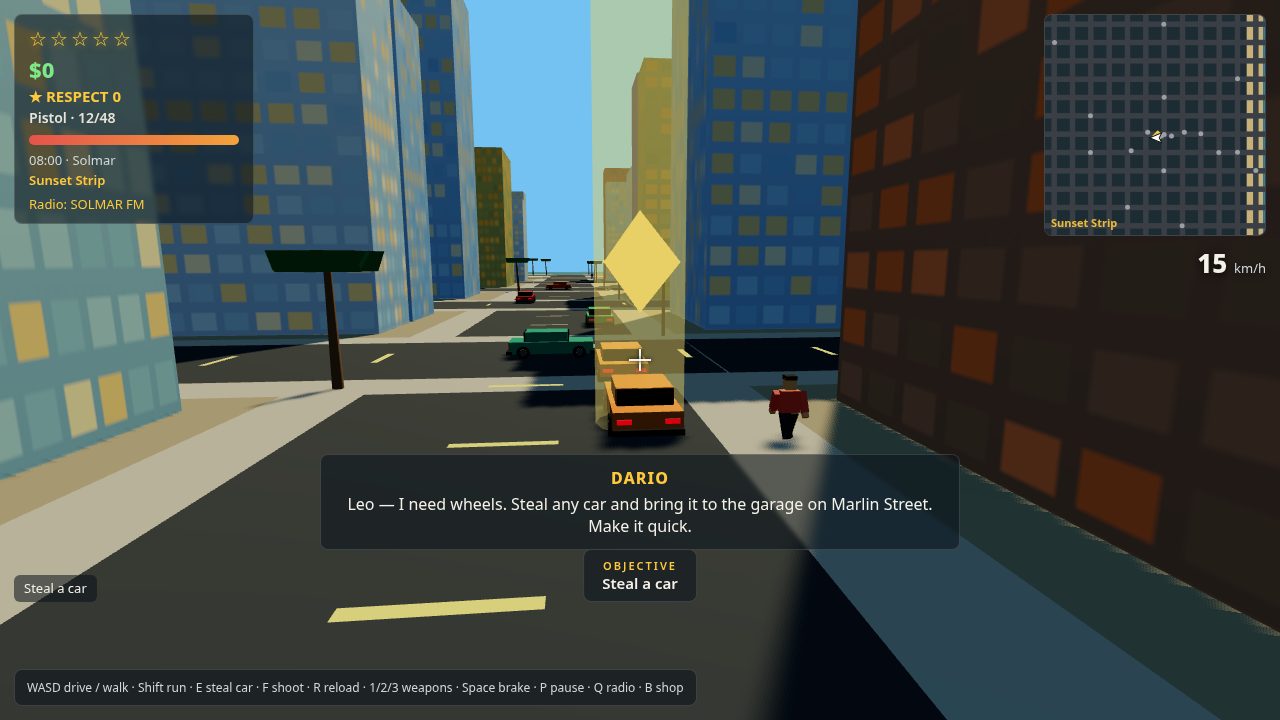 ☆☆☆☆☆
$0
★ RESPECT 0
Pistol · 12/48
08:00 · Solmar
Sunset Strip
Radio: SOLMAR FM
Sunset Strip
15 km/h
DARIO
Leo — I need wheels. Steal any car and bring it to the garage on Marlin Street.
Make it quick.
OBJECTIVE
Steal a car
Steal a car
WASD drive / walk · Shift run · E steal car · F shoot · R reload · 1/2/3 weapons · Space brake · P pause · Q radio · B shop